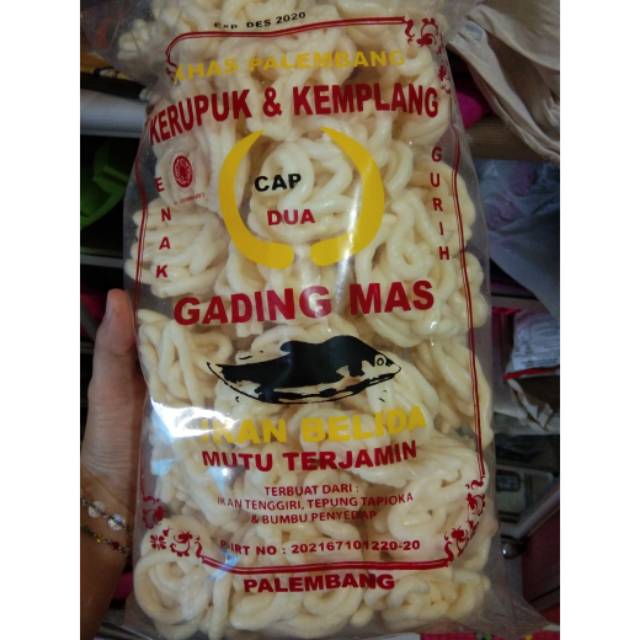 EXP. DES 2020
KHAS PALEMBANG
KERUPUK & KEMPLANG
ENAK
CAP
DUA
GURIH
GADING MAS
IKAN BELIDA
MUTU TERJAMIN
TERBUAT DARI :
IKAN TENGGIRI, TEPUNG TAPIOKA
& BUMBU PENYEDAP
P-IRT NO : 202167101220-20
PALEMBANG